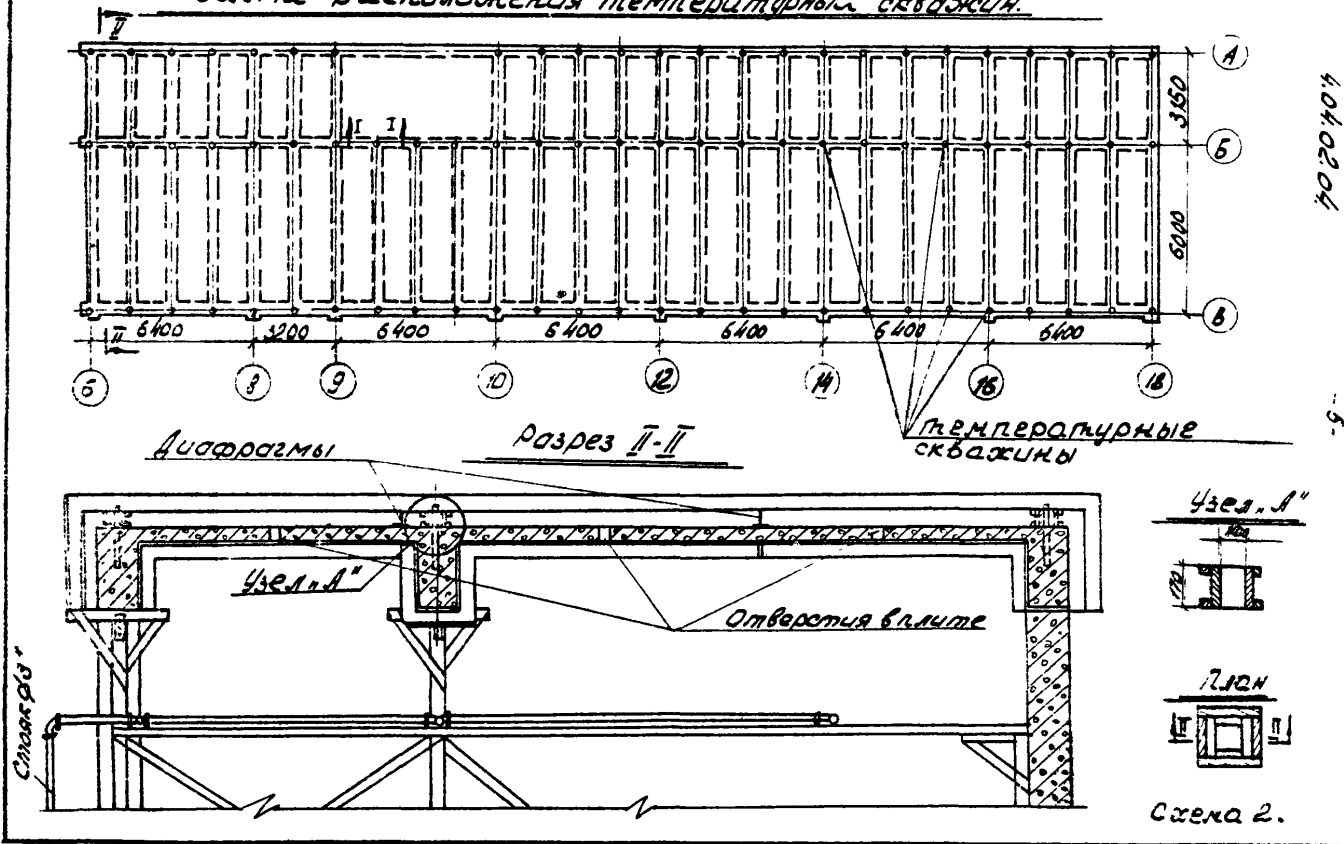 расположения температурных скважин.
II
А
3150
I I
Б
6000
В
II
6400
3200
6400
6400
6400
6400
6400
6
8
9
10
12
14
16
18
4.04.02.04
-5-
температурные
скважины
Диафрагмы
Разрез II-II
Узел „А"
Отверстия в плите
Стояк ф3"
Узел „А"
170
План
II II
Схема 2.